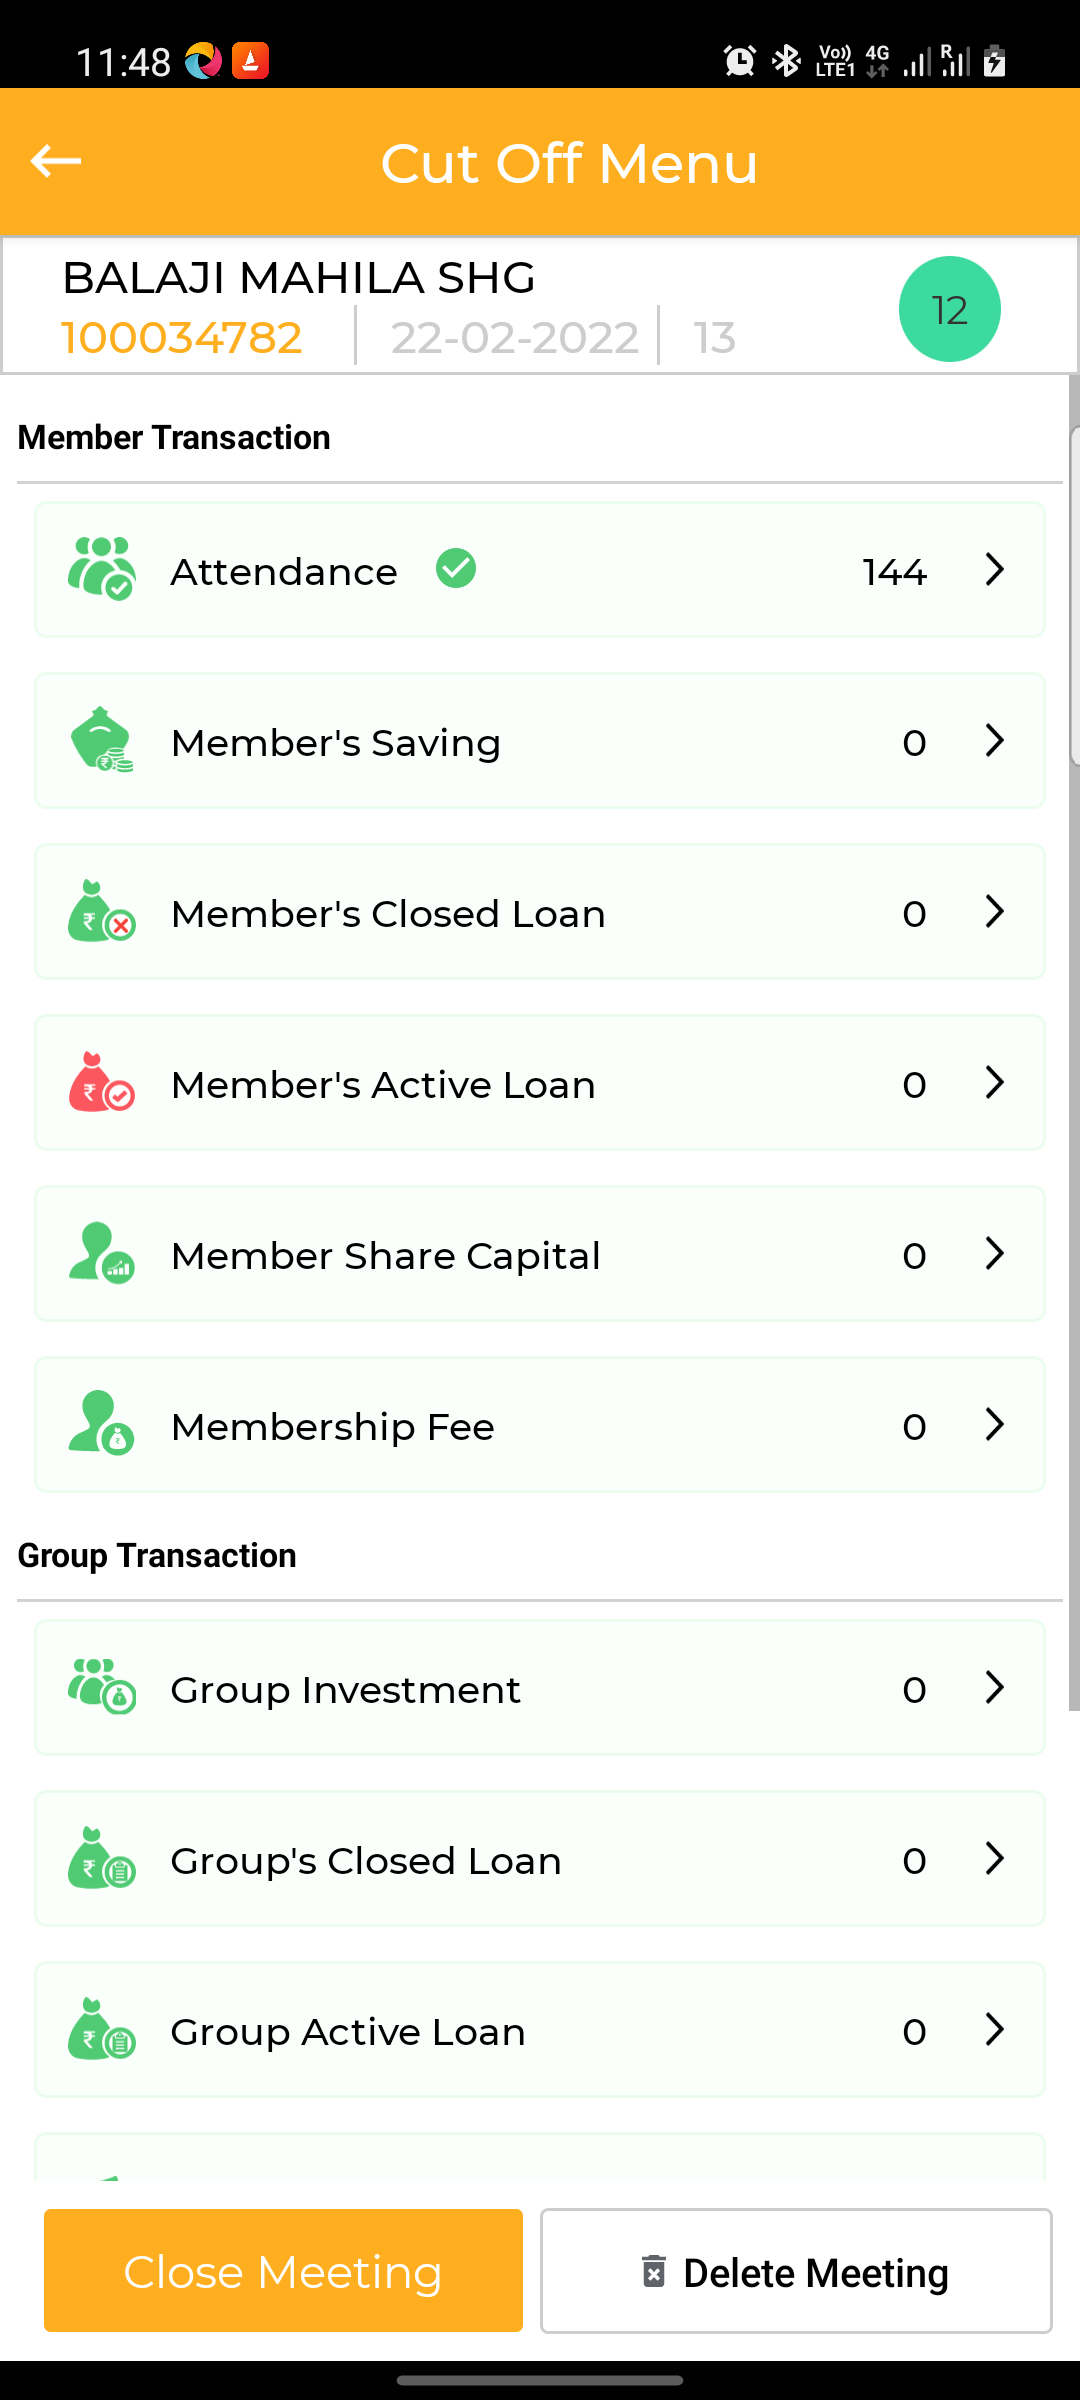 11:48 Vo)) LTE1 4G R
Cut Off Menu
BALAJI MAHILA SHG
100034782 22-02-2022 13 12
Member Transaction
Attendance 144
Member's Saving 0
Member's Closed Loan 0
Member's Active Loan 0
Member Share Capital 0
Membership Fee 0
Group Transaction
Group Investment 0
Group's Closed Loan 0
Group Active Loan 0
Close Meeting Delete Meeting